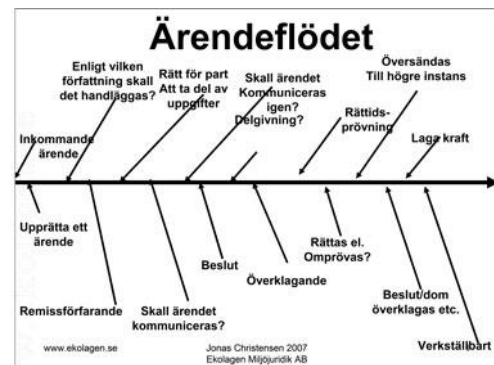 Ärendeflödet
Enligt vilken
författning skall
det handläggas?
Rätt för part
Att ta del av
uppgifter
Skall ärendet
Kommuniceras
igen?
Delgivning?
Översändas
Till högre instans
Rättids-
prövning
Inkommande
ärende
Laga kraft
Upprätta ett
ärende
Remissförfarande
Skall ärendet
kommuniceras?
Beslut
Överklagande
Rättas el.
Omprövas?
Beslut/dom
överklagas etc.
Verkställbart
www.ekolagen.se
Jonas Christensen 2007
Ekolagen Miljöjuridik AB